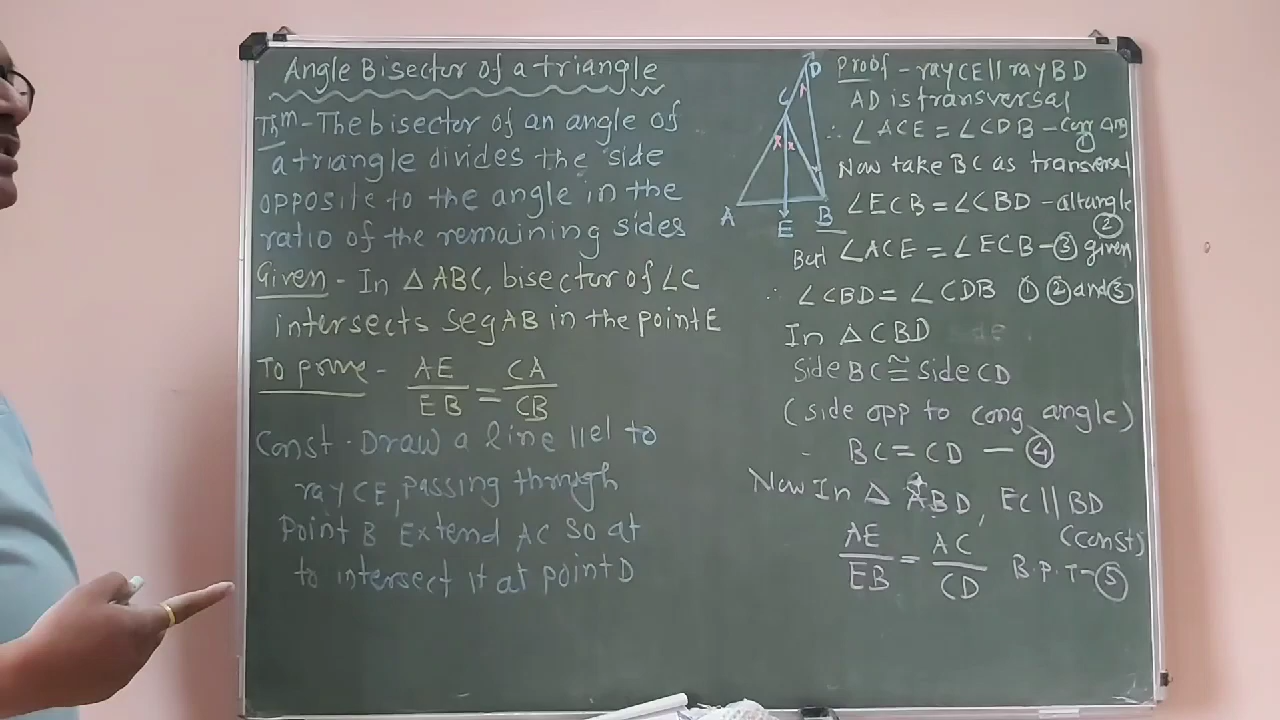 Angle Bisector of a triangle
Thm - The bisector of an angle of
a triangle divides the side
opposite to the angle in the
ratio of the remaining sides
Given - In △ ABC, bisector of ∠C
intersects seg AB in the point E
To prove - AE/EB = CA/CB
Const. Draw a line llel to
ray CE, passing through
Point B Extend AC so at
to intersect it at point D
D
C
x x
A
E
B
Proof - ray CE || ray BD
AD is transversal
∴ ∠ACE = ∠CDB - corr ang
①
Now take BC as transversal
∠ECB = ∠CBD - alt angle
②
But ∠ACE = ∠ECB - ③ given
∴ ∠CBD = ∠CDB ① ② and ③
In △ CBD
Side BC ≅ Side CD
(side opp to cong angle)
BC = CD — ④
Now In △ ABD, EC || BD
(const)
AE/EB = AC/CD B.P.T - ⑤